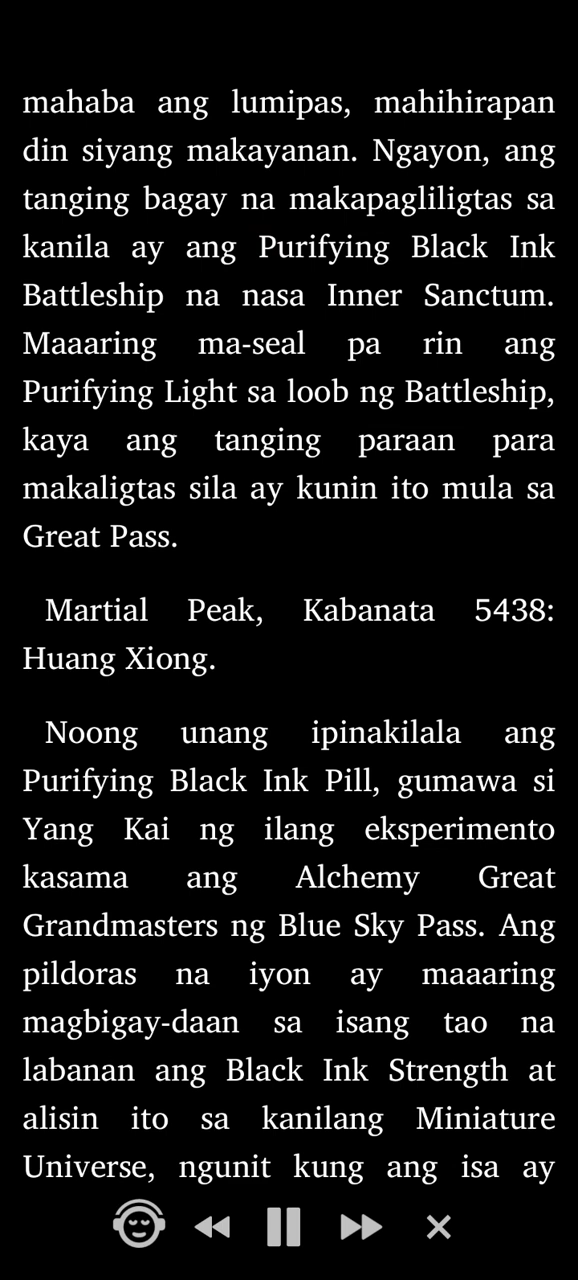 mahaba ang lumipas, mahihirapan
din siyang makayanan. Ngayon, ang
tanging bagay na makapagliligtas sa
kanila ay ang Purifying Black Ink
Battleship na nasa Inner Sanctum.
Maaaring ma-seal pa rin ang
Purifying Light sa loob ng Battleship,
kaya ang tanging paraan para
makaligtas sila ay kunin ito mula sa
Great Pass.
Martial Peak, Kabanata 5438:
Huang Xiong.
Noong unang ipinakilala ang
Purifying Black Ink Pill, gumawa si
Yang Kai ng ilang eksperimento
kasama ang Alchemy Great
Grandmasters ng Blue Sky Pass. Ang
pildoras na iyon ay maaaring
magbigay-daan sa isang tao na
labanan ang Black Ink Strength at
alisin ito sa kanilang Miniature
Universe, ngunit kung ang isa ay